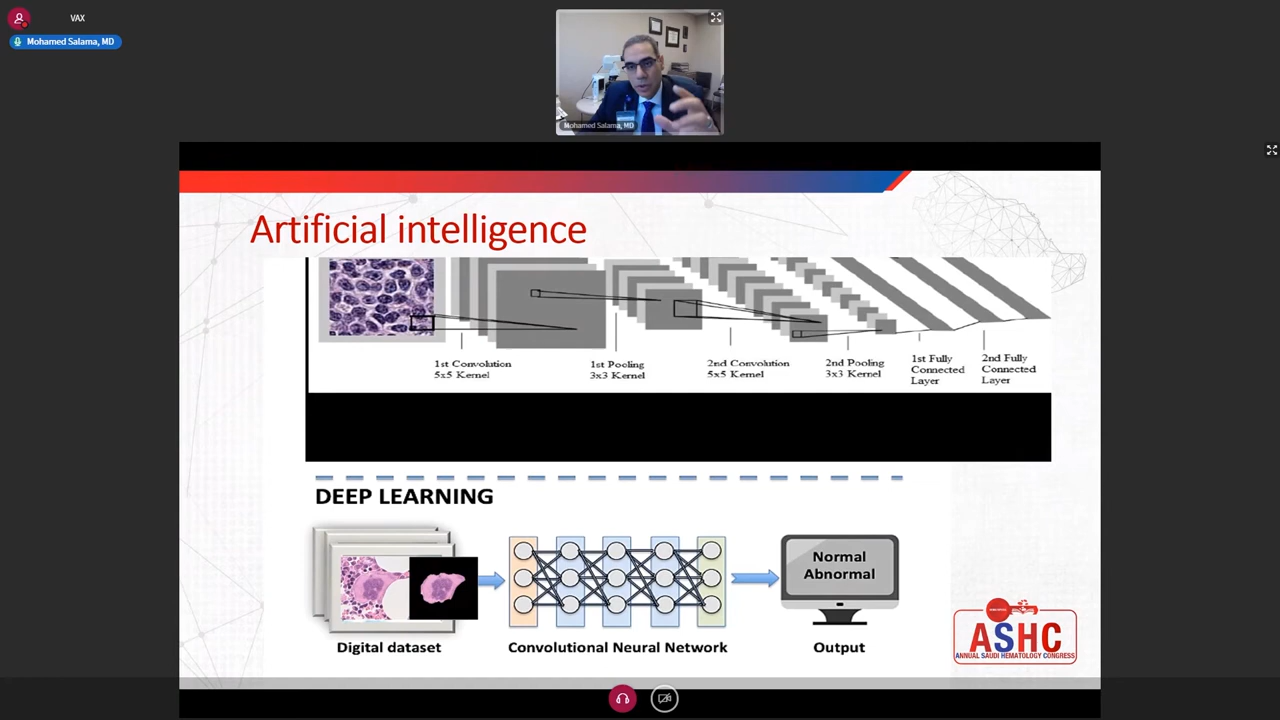 VAX
Mohamed Salama, MD
Mohamed Salama, MD
Artificial intelligence
1st Convolution
5x5 Kernel
1st Pooling
3x3 Kernel
2nd Convolution
5x5 Kernel
2nd Pooling
3x3 Kernel
1st Fully
Connected
Layer
2nd Fully
Connected
Layer
DEEP LEARNING
Normal
Abnormal
Digital dataset
Convolutional Neural Network
Output
ASHC
ANNUAL SAUDI HEMATOLOGY CONGRESS